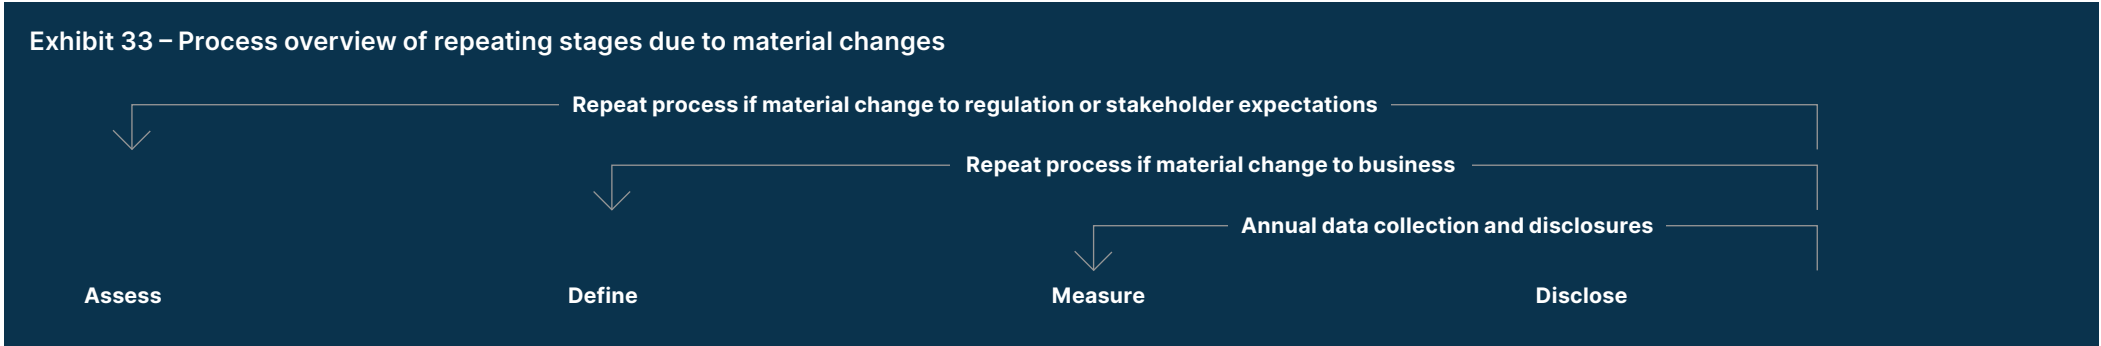 Exhibit 33 – Process overview of repeating stages due to material changes
Repeat process if material change to regulation or stakeholder expectations
Repeat process if material change to business
Annual data collection and disclosures
Assess
Define
Measure
Disclose